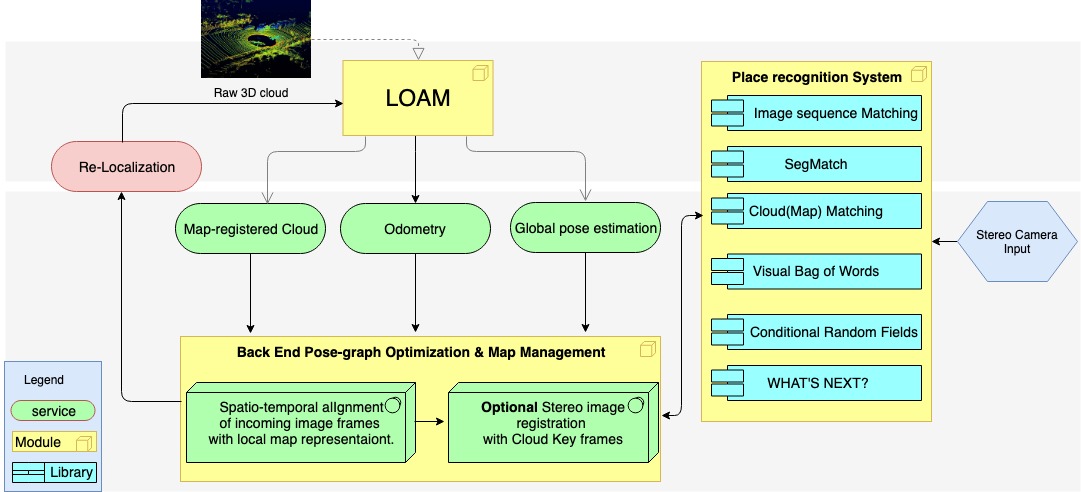 Raw 3D cloud
LOAM
Re-Localization
Map-registered Cloud
Odometry
Global pose estimation
Place recognition System
Image sequence Matching
SegMatch
Cloud(Map) Matching
Visual Bag of Words
Conditional Random Fields
WHAT'S NEXT?
Stereo Camera
Input
Back End Pose-graph Optimization & Map Management
Spatio-temporal allgnment
of incoming image frames
with local map representaiont.
Optional Stereo image
registration
with Cloud Key frames
Legend
service
Module
Library